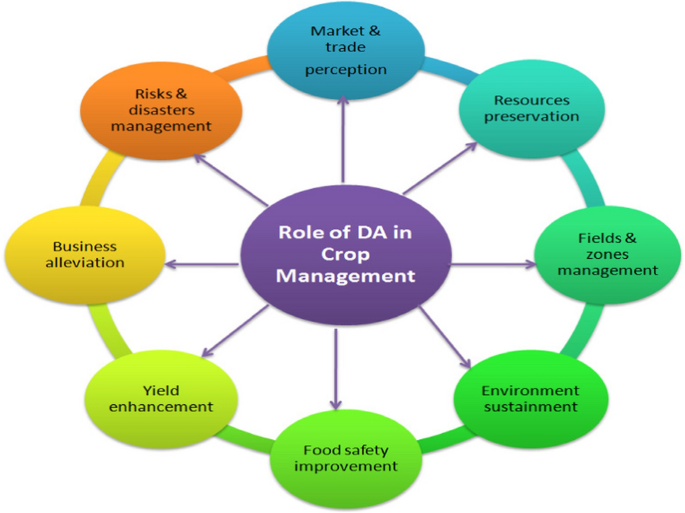 Market &
trade
perception
Resources
preservation
Fields &
zones
management
Environment
sustainment
Food safety
improvement
Yield
enhancement
Business
alleviation
Risks &
disasters
management
Role of DA in
Crop
Management